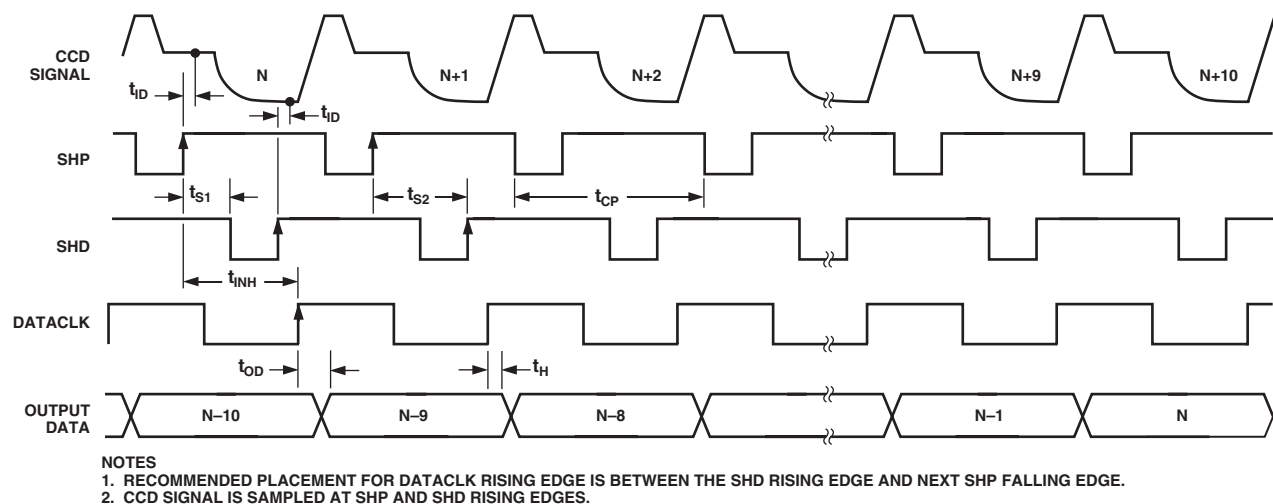 CCD
SIGNAL
N
N+1
N+2
N+9
N+10
tID
tID
SHP
tS1
tS2
tCP
SHD
tINH
DATACLK
tOD
tH
OUTPUT
DATA
N–10
N–9
N–8
N–1
N
NOTES
1. RECOMMENDED PLACEMENT FOR DATACLK RISING EDGE IS BETWEEN THE SHD RISING EDGE AND NEXT SHP FALLING EDGE.
2. CCD SIGNAL IS SAMPLED AT SHP AND SHD RISING EDGES.